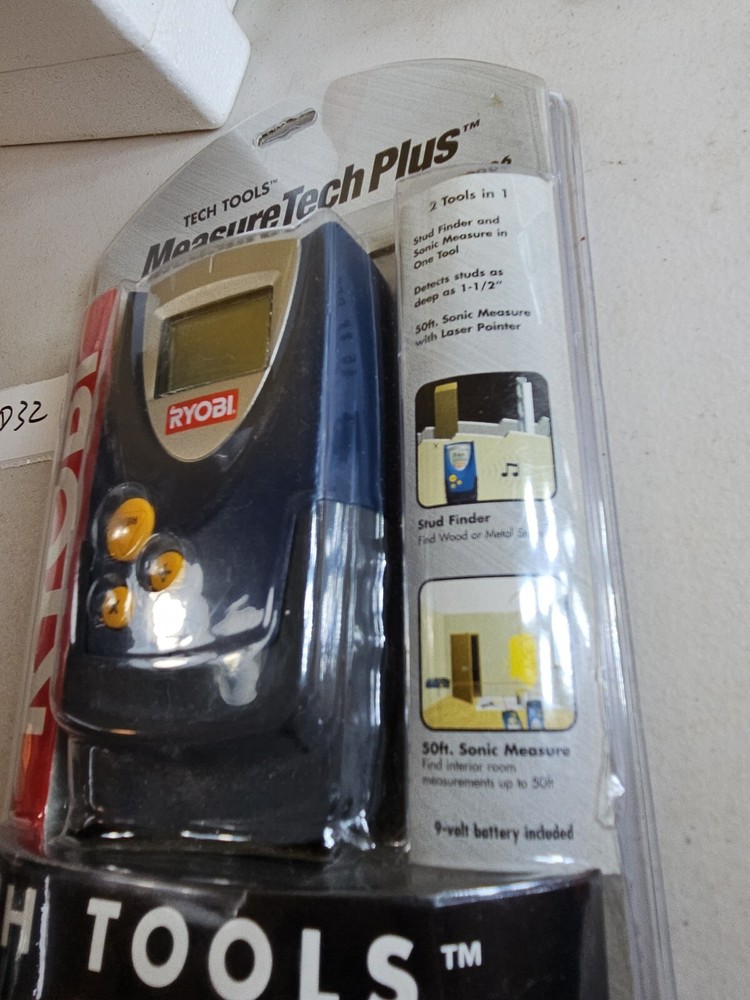 TECH TOOLS™
MeasureTech Plus™
2 Tools in 1
Stud Finder and
Sonic Measure in
One Tool
Detects studs as
deep as 1-1/2"
50ft. Sonic Measure
with Laser Pointer
RYOBI
D32
RYOBI
Stud Finder
Find Wood or Metal
50ft. Sonic Measure
Find interior room
measurements up to 50ft
9-volt battery included
H TOOLS™